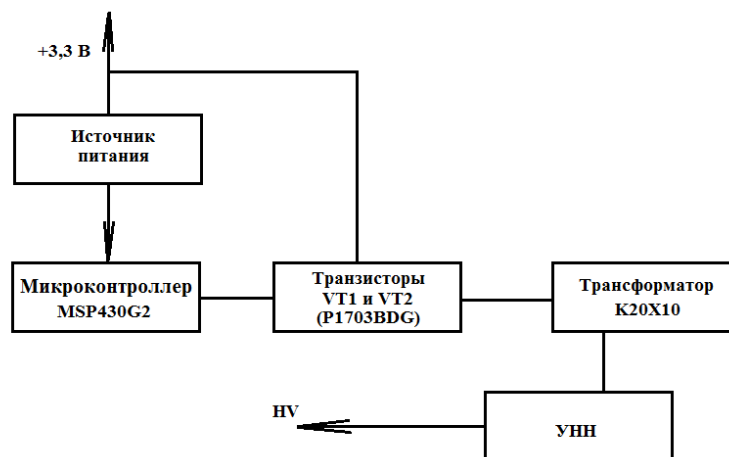 +3,3 В
Источник
питания
Микроконтроллер
MSP430G2
Транзисторы
VT1 и VT2
(P1703BDG)
Трансформатор
K20X10
HV
УНН